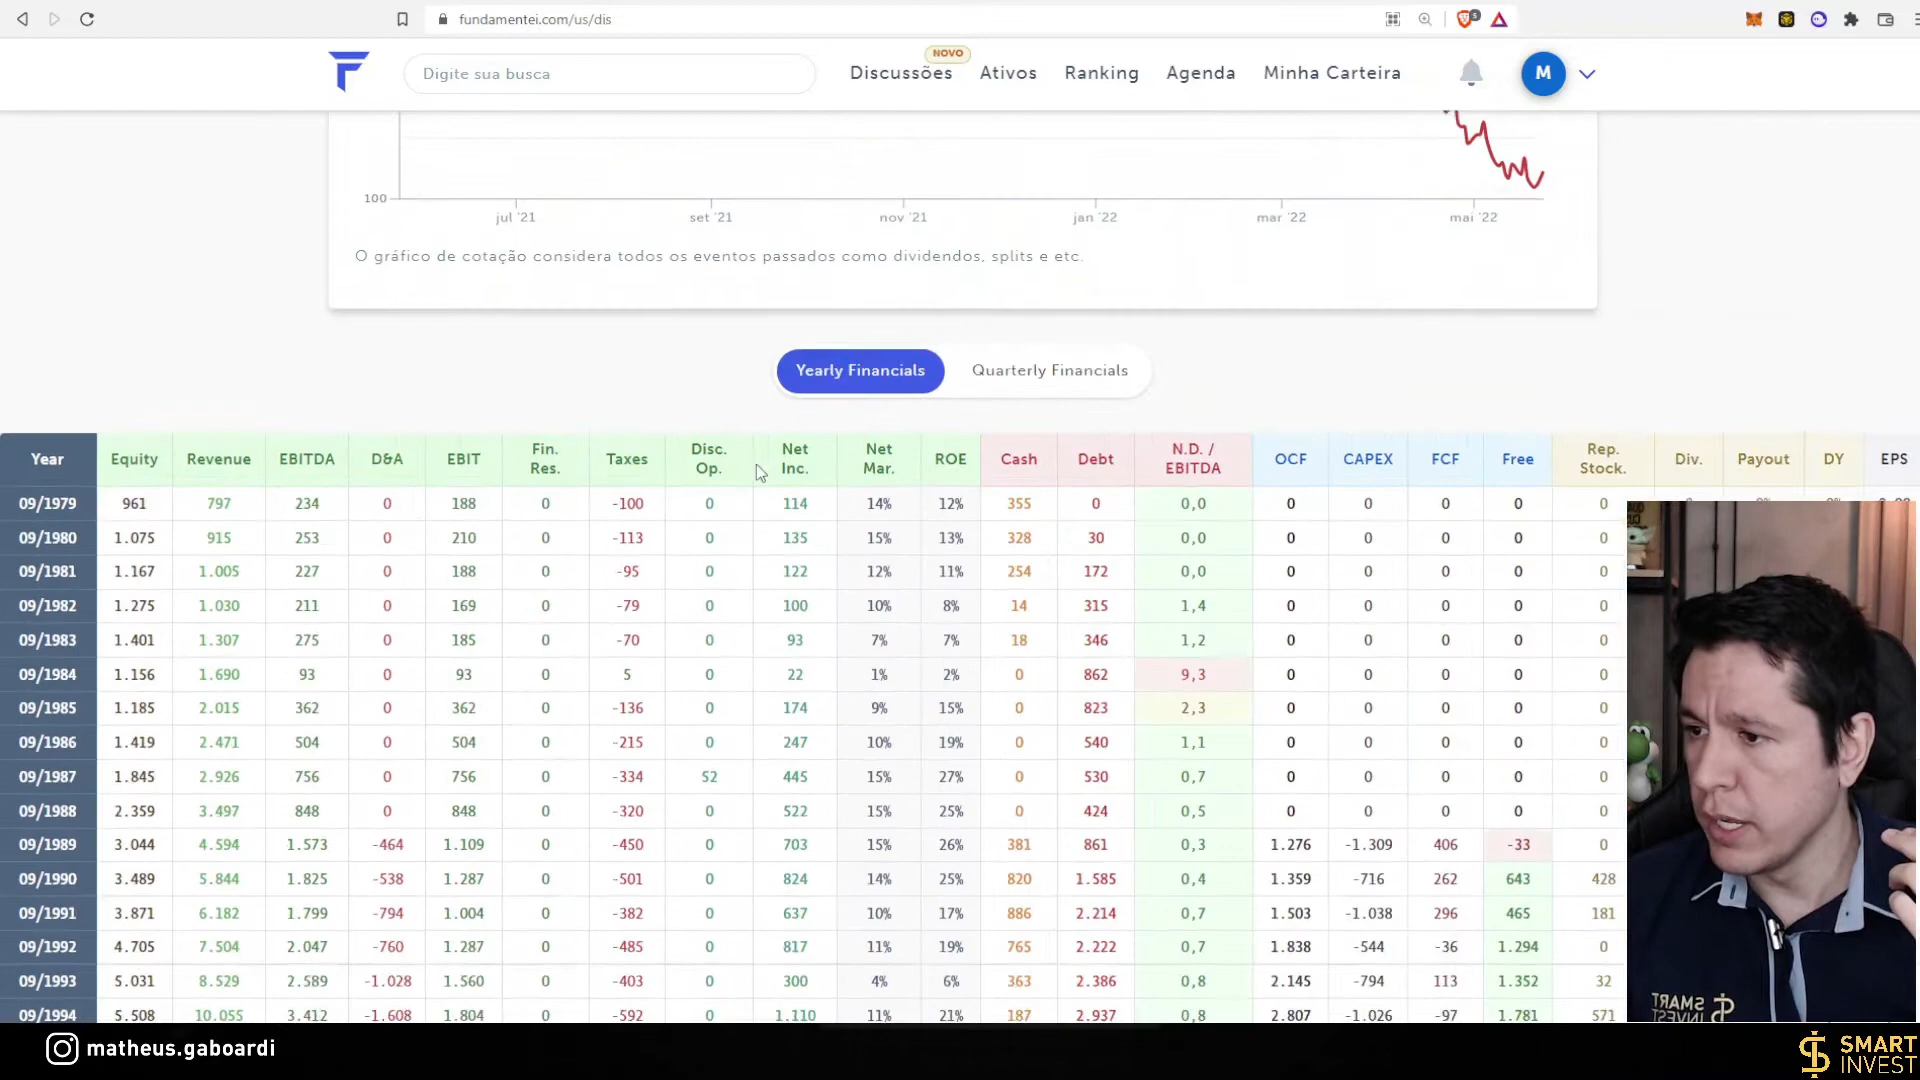 fundamentei.com/us/dis
5
Digite sua busca
NOVO
Discussões Ativos Ranking Agenda Minha Carteira M
100
jul '21 set '21 nov '21 jan '22 mar '22 mai '22
O gráfico de cotação considera todos os eventos passados como dividendos, splits e etc.
Yearly Financials Quarterly Financials
Year Equity Revenue EBITDA D&A EBIT Fin. Res. Taxes Disc. Op. Net Inc. Net Mar. ROE Cash Debt N.D. / EBITDA OCF CAPEX FCF Free Rep. Stock. Div. Payout DY EPS
09/1979 961 797 234 0 188 0 -100 0 114 14% 12% 355 0 0,0 0 0 0 0 0
09/1980 1.075 915 253 0 210 0 -113 0 135 15% 13% 328 30 0,0 0 0 0 0 0
09/1981 1.167 1.005 227 0 188 0 -95 0 122 12% 11% 254 172 0,0 0 0 0 0 0
09/1982 1.275 1.030 211 0 169 0 -79 0 100 10% 8% 14 315 1,4 0 0 0 0 0
09/1983 1.401 1.307 275 0 185 0 -70 0 93 7% 7% 18 346 1,2 0 0 0 0 0
09/1984 1.156 1.690 93 0 93 0 5 0 22 1% 2% 0 862 9,3 0 0 0 0 0
09/1985 1.185 2.015 362 0 362 0 -136 0 174 9% 15% 0 823 2,3 0 0 0 0 0
09/1986 1.419 2.471 504 0 504 0 -215 0 247 10% 19% 0 540 1,1 0 0 0 0 0
09/1987 1.845 2.926 756 0 756 0 -334 52 445 15% 27% 0 530 0,7 0 0 0 0 0
09/1988 2.359 3.497 848 0 848 0 -320 0 522 15% 25% 0 424 0,5 0 0 0 0 0
09/1989 3.044 4.594 1.573 -464 1.109 0 -450 0 703 15% 26% 381 861 0,3 1.276 -1.309 406 -33 0
09/1990 3.489 5.844 1.825 -538 1.287 0 -501 0 824 14% 25% 820 1.585 0,4 1.359 -716 262 643 428
09/1991 3.871 6.182 1.799 -794 1.004 0 -382 0 637 10% 17% 886 2.214 0,7 1.503 -1.038 296 465 181
09/1992 4.705 7.504 2.047 -760 1.287 0 -485 0 817 11% 19% 765 2.222 0,7 1.838 -544 -36 1.294 0
09/1993 5.031 8.529 2.589 -1.028 1.560 0 -403 0 300 4% 6% 363 2.386 0,8 2.145 -794 113 1.352 32
09/1994 5.508 10.055 3.412 -1.608 1.804 0 -592 0 1.110 11% 21% 187 2.937 0,8 2.807 -1.026 -97 1.781 571
SMART
INVEST
matheus.gaboardi
SMART
INVEST